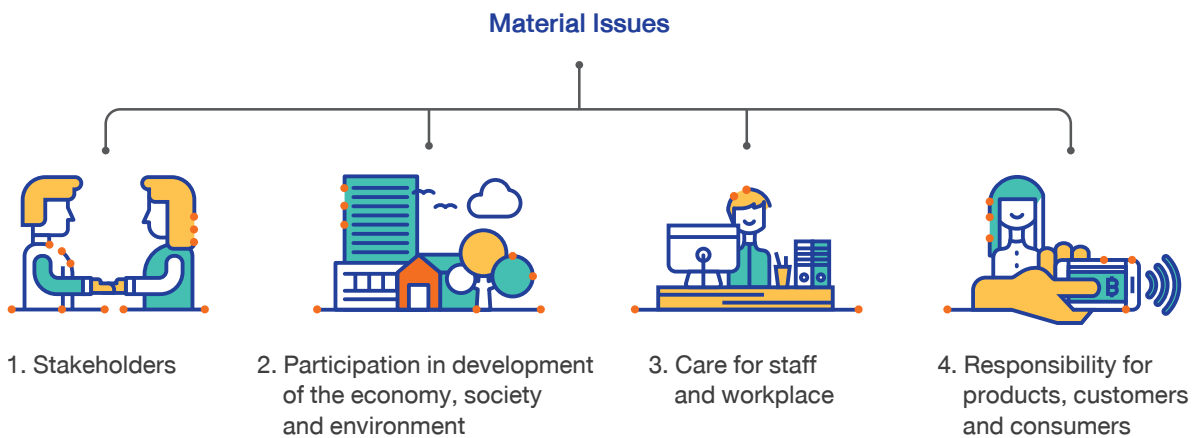 Material Issues
1. Stakeholders
2. Participation in development
of the economy, society
and environment
3. Care for staff
and workplace
4. Responsibility for
products, customers
and consumers